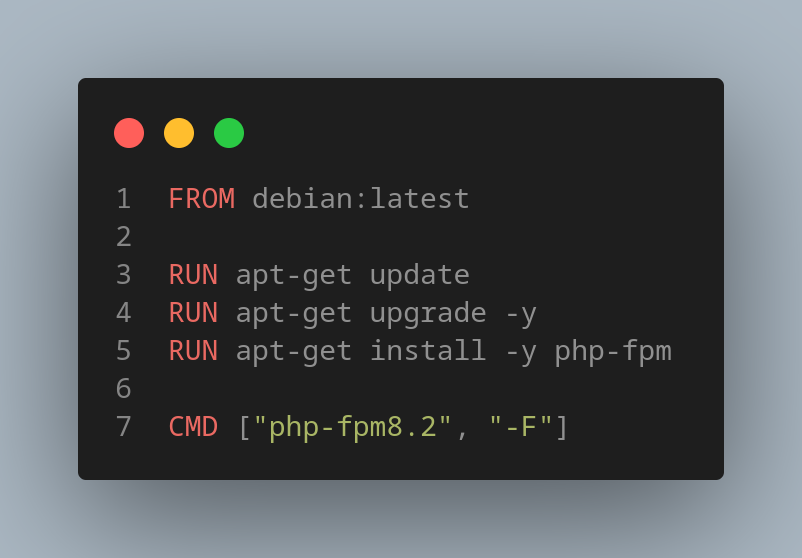 1 FROM debian:latest
2
3 RUN apt-get update
4 RUN apt-get upgrade -y
5 RUN apt-get install -y php-fpm
6
7 CMD ["php-fpm8.2", "-F"]